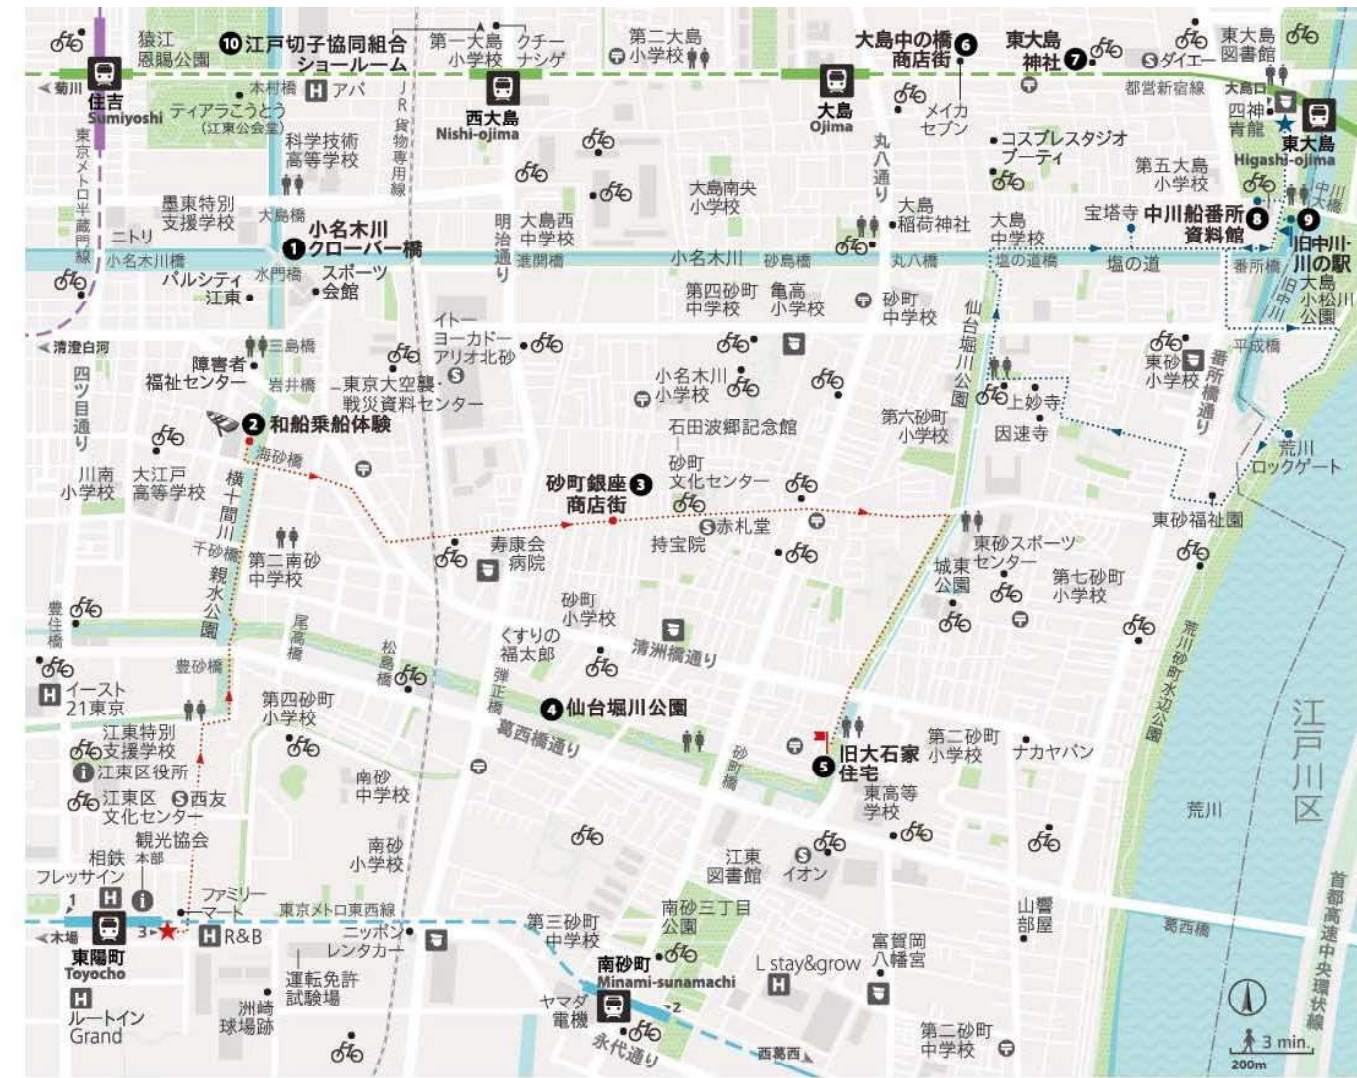 猿江
恩賜公園
❿江戸切子協同組合
ショールーム
第一大島
小学校
クチー
ナシゲ
第二大島
小学校
大島中の橋
商店街
❻
東大島
神社
❼
Sダイエー
東大島
図書館
菊川
住吉
Sumiyoshi
本村橋
H アパ
ティアラこうとう
(江東公会堂)
JR貨物専用線
西大島
Nishi-ojima
大島
Ojima
メイカ
セブン
都営新宿線
大島口
四神
青龍
東大島
Higashi-ojima
東京メトロ半蔵門線
科学技術
高等学校
丸八通り
コスプレスタジオ
ブーティ
第五大島
小学校
中川大橋
墨東特別
支援学校
大島橋
明治通り
大島西
中学校
大島南央
小学校
大島
稲荷神社
大島
中学校
宝塔寺
中川船番所
資料館
❽
❾
旧中川・
川の駅
ニトリ
❶
小名木川
クローバー橋
小名木川橋
水門橋
進開橋
小名木川
砂島橋
丸八橋
塩の道橋
塩の道
番所橋
旧中川
大島
小松川
公園
パルシティ
江東
スポーツ
会館
第四砂町
中学校
亀高
小学校
砂町
中学校
仙台堀川公園
清澄白河
三島橋
イトー
ヨーカドー
アリオ北砂
S
平成橋
障害者
福祉センター
岩井橋
東京大空襲・
戦災資料センター
小名木川
小学校
東砂
小学校
番所橋通り
四ツ目通り
❷和船乗船体験
石田波郷記念館
第六砂町
小学校
上妙寺
因速寺
荒川
ロックゲート
海砂橋
川南
小学校
大江戸
高等学校
横十間川
親水公園
砂町銀座❸
商店街
砂町
文化センター
東砂福祉園
千砂橋
第二南砂
中学校
寿康会
病院
持宝院
S赤札堂
東砂スポーツ
センター
城東
公園
第七砂町
小学校
豊住橋
尾高橋
砂町
小学校
清洲橋通り
荒川砂町水辺公園
豊砂橋
松島橋
くすりの
福太郎
弾正橋
H イースト
21東京
第四砂町
小学校
❹仙台堀川公園
葛西橋通り
江戸川区
江東特別
支援学校
i江東区役所
江東区
文化センター
S西友
南砂
中学校
砂町橋
❺
旧大石家
住宅
第二砂町
小学校
ナカヤバン
東高等
学校
荒川
観光協会
本部
相鉄
フレッサイン
H
i
南砂
小学校
江東
図書館
S
イオン
首都高速中央環状線
1
ファミリー
マート
東京メトロ東西線
第三砂町
中学校
南砂三丁目
公園
山響
部屋
葛西橋
木場
3
東陽町
Toyocho
H R&B
ニッポン
レンタカー
南砂町
Minami-sunamachi
L stay&grow
H
富賀岡
八幡宮
H
ルートイン
Grand
洲崎
球場跡
運転免許
試験場
ヤマダ
電機
2
永代通り
西葛西
第二砂町
中学校
3 min.
200m